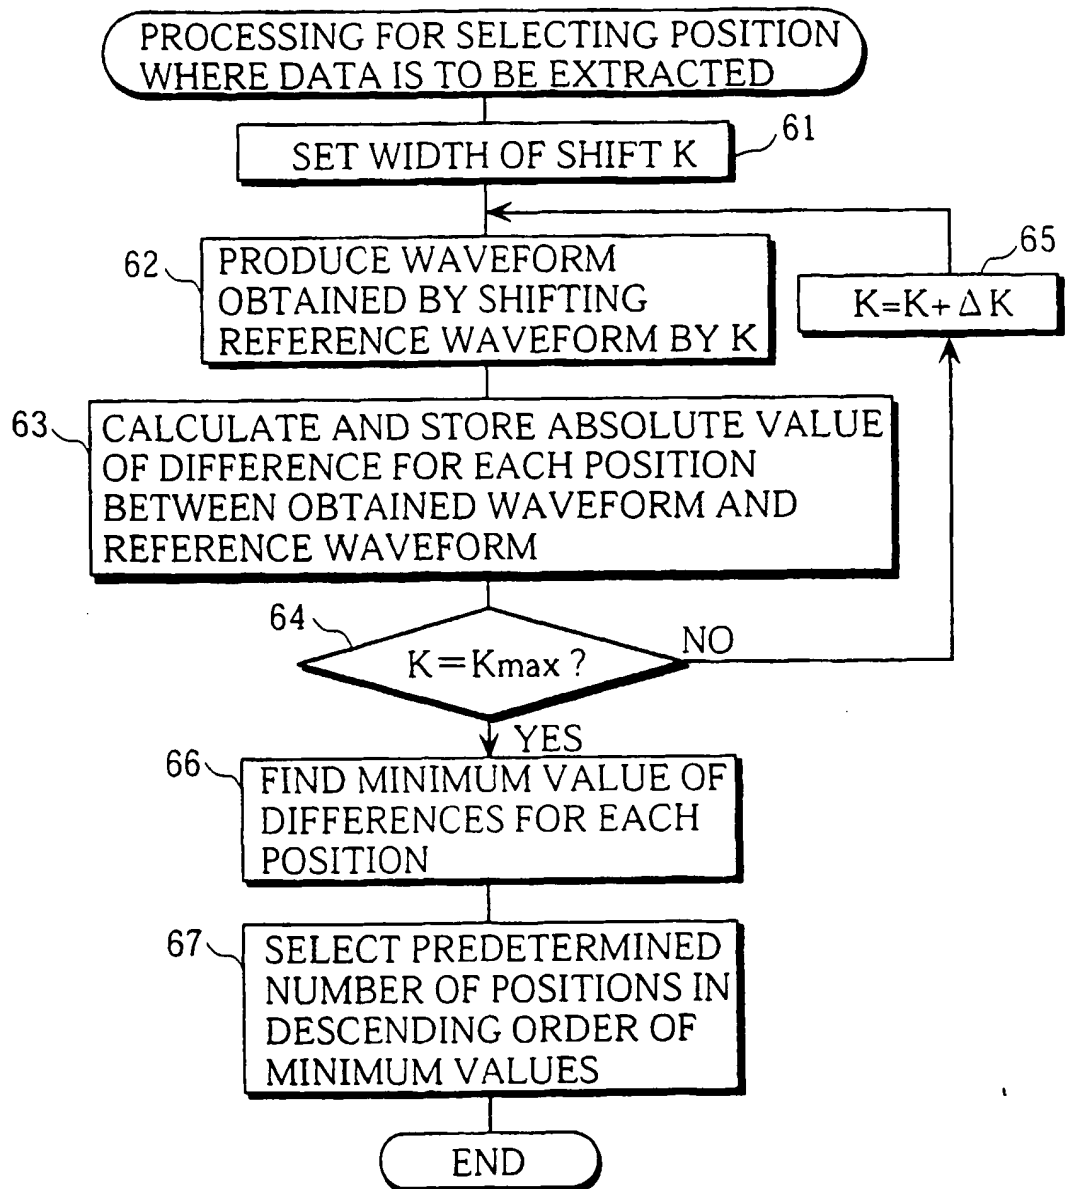 PROCESSING FOR SELECTING POSITION
WHERE DATA IS TO BE EXTRACTED
61
SET WIDTH OF SHIFT K
65
K=K+ΔK
62
PRODUCE WAVEFORM
OBTAINED BY SHIFTING
REFERENCE WAVEFORM BY K
63
CALCULATE AND STORE ABSOLUTE VALUE
OF DIFFERENCE FOR EACH POSITION
BETWEEN OBTAINED WAVEFORM AND
REFERENCE WAVEFORM
64
K=Kmax?
NO
YES
66
FIND MINIMUM VALUE OF
DIFFERENCES FOR EACH
POSITION
67
SELECT PREDETERMINED
NUMBER OF POSITIONS IN
DESCENDING ORDER OF
MINIMUM VALUES
END